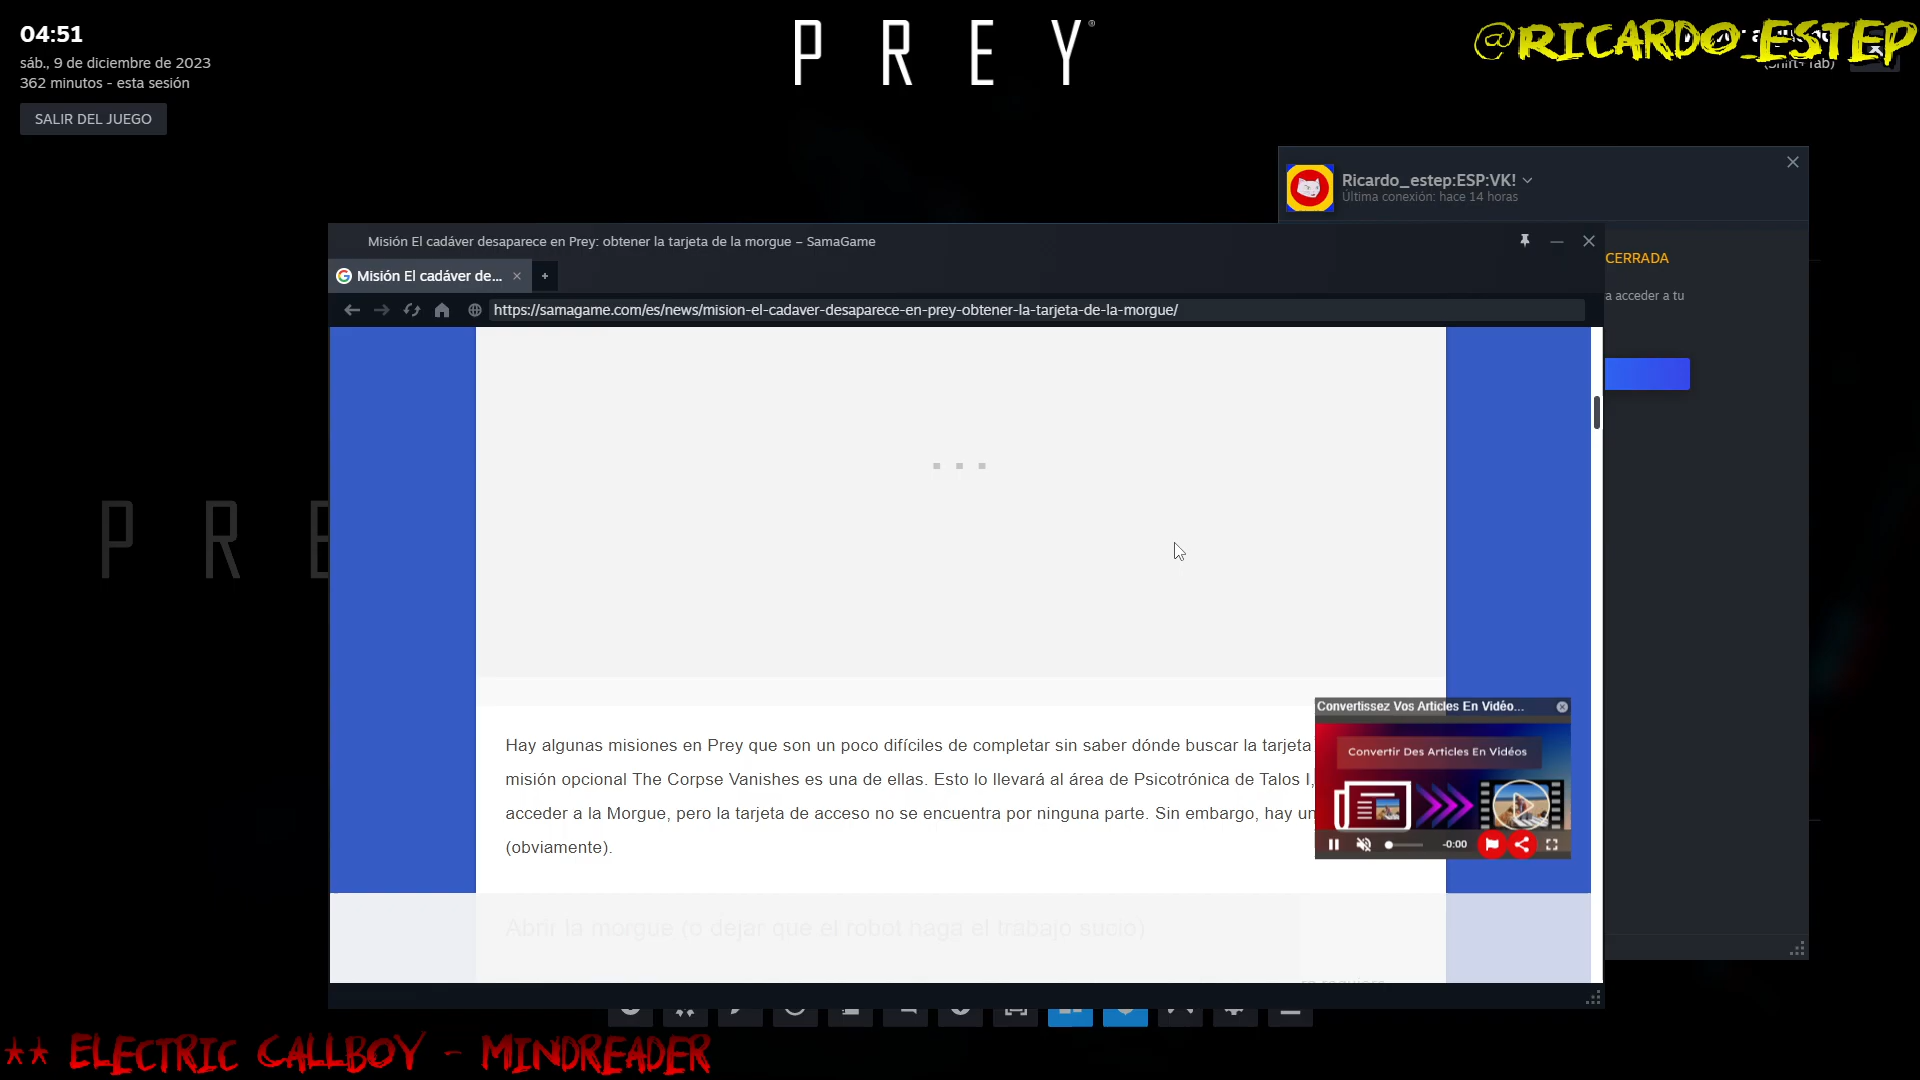 04:51
sáb., 9 de diciembre de 2023
362 minutos - esta sesión
SALIR DEL JUEGO
PREY®
@RICARDO_ESTEP
(Shift+Tab)
Ricardo_estep:ESP:VK!
Última conexión: hace 14 horas
CERRADA
a acceder a tu
Misión El cadáver desaparece en Prey: obtener la tarjeta de la morgue – SamaGame
Misión El cadáver de...
https://samagame.com/es/news/mision-el-cadaver-desaparece-en-prey-obtener-la-tarjeta-de-la-morgue/
P R E
Hay algunas misiones en Prey que son un poco difíciles de completar sin saber dónde buscar la tarjeta
misión opcional The Corpse Vanishes es una de ellas. Esto lo llevará al área de Psicotrónica de Talos I,
acceder a la Morgue, pero la tarjeta de acceso no se encuentra por ninguna parte. Sin embargo, hay un
(obviamente).
Convertissez Vos Articles En Vidéo...
Convertir Des Articles En Vidéos
-0:00
Abrir la morgue (o dejar que el robot haga el trabajo sucio)
** ELECTRIC CALLBOY - MINDREADER